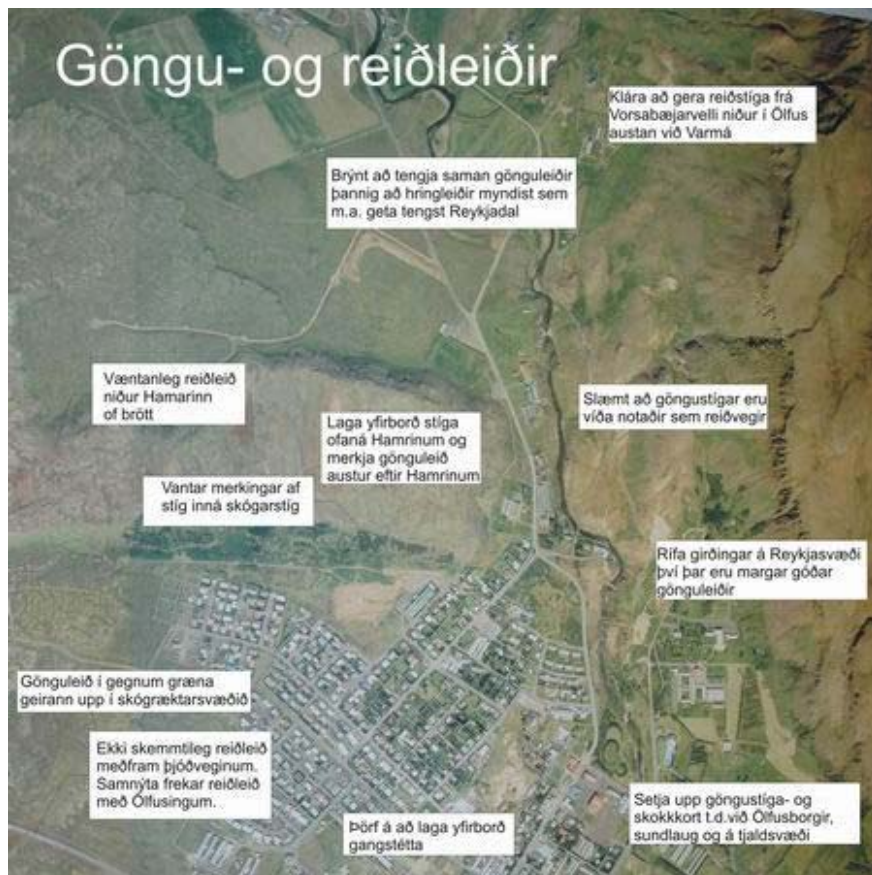 Göngu- og reiðleiðir
Klára að gera reiðstíga frá
Vorsabæjarvelli niður í Ölfus
austan við Varmá
Brýnt að tengja saman gönguleiðir
þannig að hringleiðir myndist sem
m.a. geta tengst Reykjadal
Væntanleg reiðleið
niður Hamarinn
of brött
Slæmt að göngustígar eru
víða notaðir sem reiðvegir
Laga yfirborð stíga
ofaná Hamrinum og
merkja gönguleið
austur eftir Hamrinum
Vantar merkingar af
stíg inná skógarstíg
Rífa girðingar á Reykjasvæði
því þar eru margar góðar
gönguleiðir
Gönguleið í gegnum græna
geirann upp í skógræktarsvæðið
Ekki skemmtileg reiðleið
meðfram þjóðveginum.
Samnýta frekar reiðleið
með Ölfusingum.
Setja upp göngustíga- og
skokkkort t.d.við Ölfusborgir,
sundlaug og á tjaldsvæði
Þörf á að laga yfirborð
gangstétta